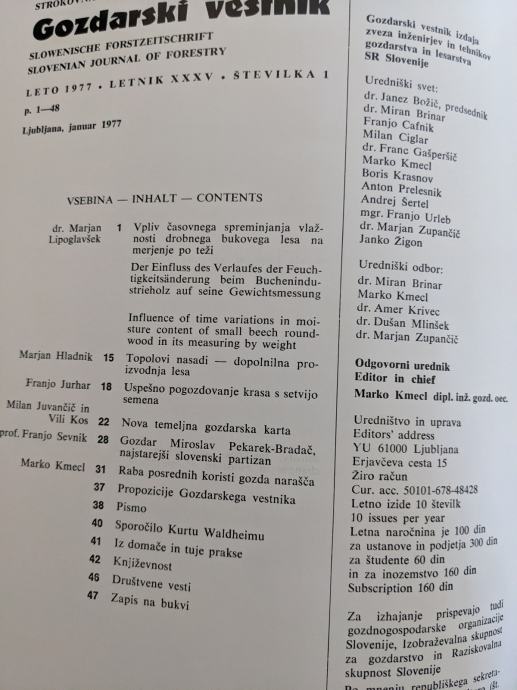 Gozdarski vestnik
SLOWENISCHE FORSTZEITSCHRIFT
SLOVENIAN JOURNAL OF FORESTRY
LETO 1977 • LETNIK XXXV • ŠTEVILKA 1
p. 1—48
Ljubljana, januar 1977
VSEBINA — INHALT — CONTENTS
dr. Marjan Lipoglavšek 1 Vpliv časovnega spreminjanja vlaž-
nosti drobnega bukovega lesa na
merjenje po teži
Der Einfluss des Verlaufes der Feuch-
tigkeitsänderung beim Buchenindu-
strieholz auf seine Gewichtsmessung
Influence of time variations in moi-
sture content of small beech round-
wood in its measuring by weight
Marjan Hladnik 15 Topolovi nasadi — dopolnilna pro-
izvodnja lesa
Franjo Jurhar 18 Uspešno pogozdovanje krasa s setvijo
semena
Milan Juvančič in
Vili Kos 22 Nova temeljna gozdarska karta
prof. Franjo Sevnik 28 Gozdar Miroslav Pekarek-Bradač,
najstarejši slovenski partizan
Marko Kmecl 31 Raba posrednih koristi gozda narašča
37 Propozicije Gozdarskega vestnika
38 Pismo
40 Sporočilo Kurtu Waldheimu
41 Iz domače in tuje prakse
42 Književnost
46 Društvene vesti
47 Zapis na bukvi
Gozdarski vestnik izdaja
zveza inženirjev in tehnikov
gozdarstva in lesarstva
SR Slovenije
Uredniški svet:
dr. Janez Božič, predsednik
dr. Miran Brinar
Franjo Cafnik
Milan Ciglar
dr. Franc Gašperšič
Marko Kmecl
Boris Krasnov
Anton Prelesnik
Andrej Šertel
mgr. Franjo Urleb
dr. Marjan Zupančič
Janko Žigon
Uredniški odbor:
dr. Miran Brinar
Marko Kmecl
dr. Amer Krivec
dr. Dušan Mlinšek
dr. Marjan Zupančič
Odgovorni urednik
Editor in chief
Marko Kmecl dipl. inž. gozd. oec.
Uredništvo in uprava
Editors' address
YU 61000 Ljubljana
Erjavčeva cesta 15
Žiro račun
Cur. acc. 50101-678-48428
Letno izide 10 številk
10 issues per year
Letna naročnina je 100 din
za ustanove in podjetja 300 din
za študente 60 din
in za inozemstvo 160 din
Subscription 160 din
Za izhajanje prispevajo tudi
gozdnogospodarske organizacije
Slovenije, Izobraževalna skupnost
za gozdarstvo in Raziskovalna
skupnost Slovenije
Po mnenju republiškega sekreta-